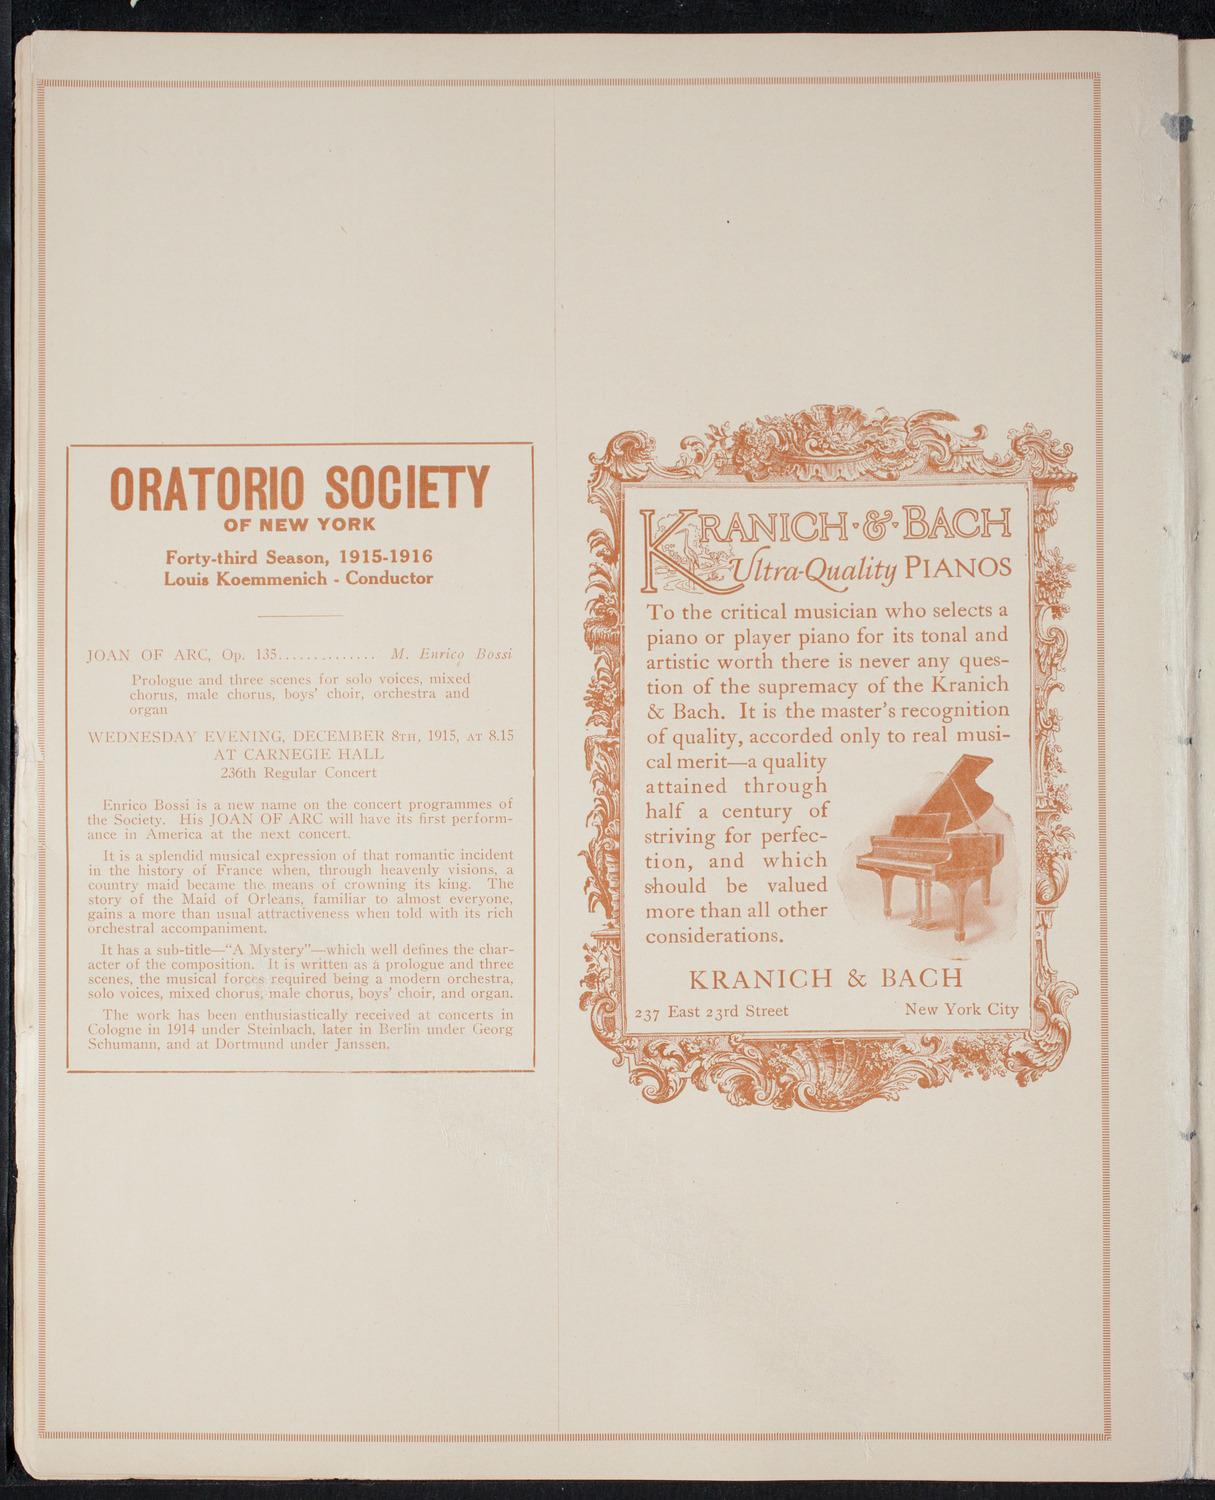 ORATORIO SOCIETY
OF NEW YORK
Forty-third Season, 1915-1916
Louis Koemmenich - Conductor
JOAN OF ARC, Op. 135.............. M. Enrico Bossi
Prologue and three scenes for solo voices, mixed
chorus, male chorus, boys' choir, orchestra and
organ
WEDNESDAY EVENING, DECEMBER 8TH, 1915, AT 8.15
AT CARNEGIE HALL
236th Regular Concert
Enrico Bossi is a new name on the concert programmes of
the Society. His JOAN OF ARC will have its first perform-
ance in America at the next concert.
It is a splendid musical expression of that romantic incident
in the history of France when, through heavenly visions, a
country maid became the means of crowning its king. The
story of the Maid of Orleans, familiar to almost everyone,
gains a more than usual attractiveness when told with its rich
orchestral accompaniment.
It has a sub-title—"A Mystery"—which well defines the char-
acter of the composition. It is written as a prologue and three
scenes, the musical forces required being a modern orchestra,
solo voices, mixed chorus, male chorus, boys' choir, and organ.
The work has been enthusiastically received at concerts in
Cologne in 1914 under Steinbach, later in Berlin under Georg
Schumann, and at Dortmund under Janssen.
KRANICH·&·BACH
Ultra-Quality PIANOS
To the critical musician who selects a
piano or player piano for its tonal and
artistic worth there is never any ques-
tion of the supremacy of the Kranich
& Bach. It is the master's recognition
of quality, accorded only to real musi-
cal merit—a quality
attained through
half a century of
striving for perfec-
tion, and which
should be valued
more than all other
considerations.
KRANICH & BACH
237 East 23rd Street New York City